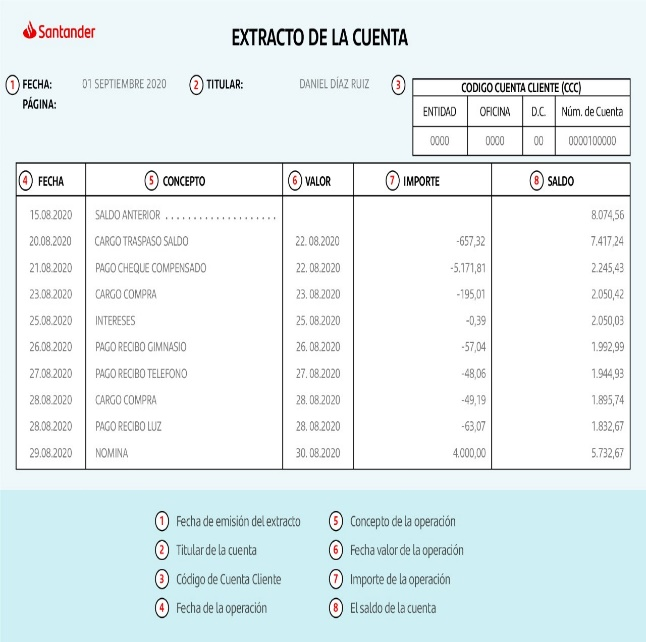 Santander
EXTRACTO DE LA CUENTA
1 FECHA: 01 SEPTIEMBRE 2020 2 TITULAR: DANIEL DÍAZ RUIZ 3
PÁGINA:
CODIGO CUENTA CLIENTE (CCC)
ENTIDAD OFICINA D.C. Núm. de Cuenta
0000 0000 00 0000100000
4 FECHA 5 CONCEPTO 6 VALOR 7 IMPORTE 8 SALDO
15.08.2020 SALDO ANTERIOR . . . . . . . . . . . . . . . . . . . . 8.074,56
20.08.2020 CARGO TRASPASO SALDO 22. 08.2020 -657,32 7.417,24
21.08.2020 PAGO CHEQUE COMPENSADO 22. 08.2020 -5.171,81 2.245,43
23.08.2020 CARGO COMPRA 23. 08.2020 -195,01 2.050,42
25.08.2020 INTERESES 25. 08.2020 -0,39 2.050,03
26.08.2020 PAGO RECIBO GIMNASIO 26. 08.2020 -57,04 1.992,99
27.08.2020 PAGO RECIBO TELEFONO 27. 08.2020 -48,06 1.944,93
28.08.2020 CARGO COMPRA 28. 08.2020 -49,19 1.895,74
28.08.2020 PAGO RECIBO LUZ 28. 08.2020 -63,07 1.832,67
29.08.2020 NOMINA 30. 08.2020 4.000,00 5.732,67
1 Fecha de emisión del extracto
2 Titular de la cuenta
3 Código de Cuenta Cliente
4 Fecha de la operación
5 Concepto de la operación
6 Fecha valor de la operación
7 Importe de la operación
8 El saldo de la cuenta